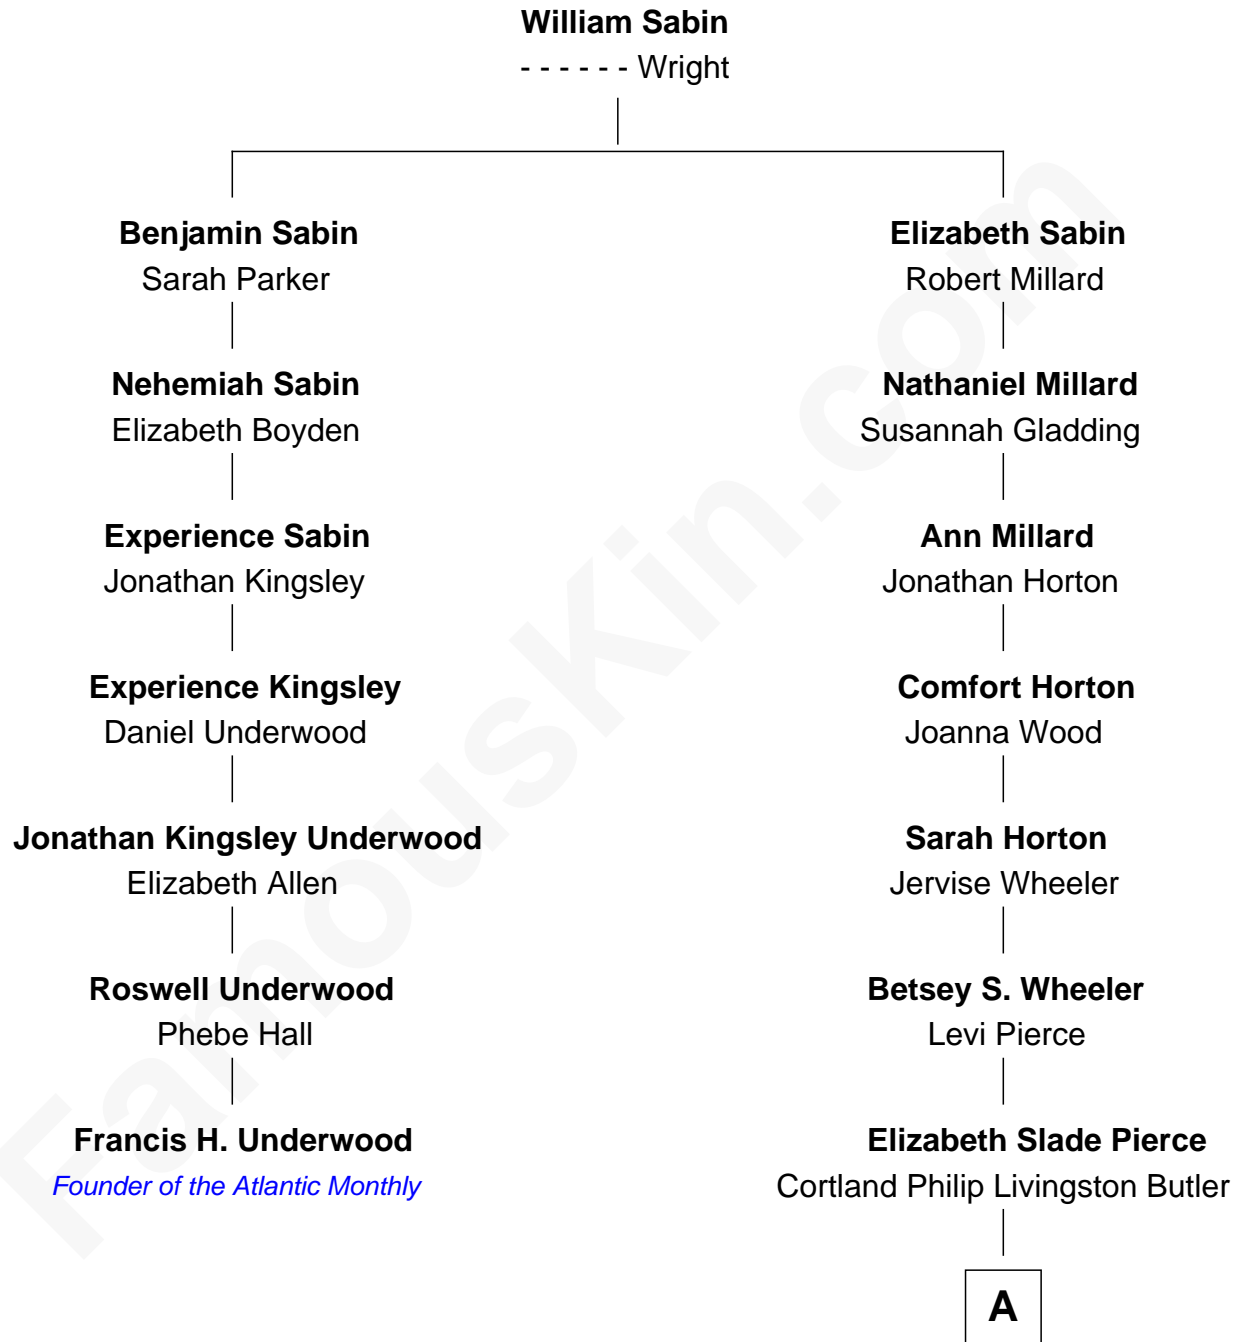 William Sabin
- - - - - - Wright
Benjamin Sabin
Sarah Parker
Elizabeth Sabin
Robert Millard
Nehemiah Sabin
Elizabeth Boyden
Nathaniel Millard
Susannah Gladding
Experience Sabin
Jonathan Kingsley
Ann Millard
Jonathan Horton
Experience Kingsley
Daniel Underwood
Comfort Horton
Joanna Wood
Jonathan Kingsley Underwood
Elizabeth Allen
Sarah Horton
Jervise Wheeler
Roswell Underwood
Phebe Hall
Betsey S. Wheeler
Levi Pierce
Francis H. Underwood
Founder of the Atlantic Monthly
Elizabeth Slade Pierce
Cortland Philip Livingston Butler
A
FamousKin.com